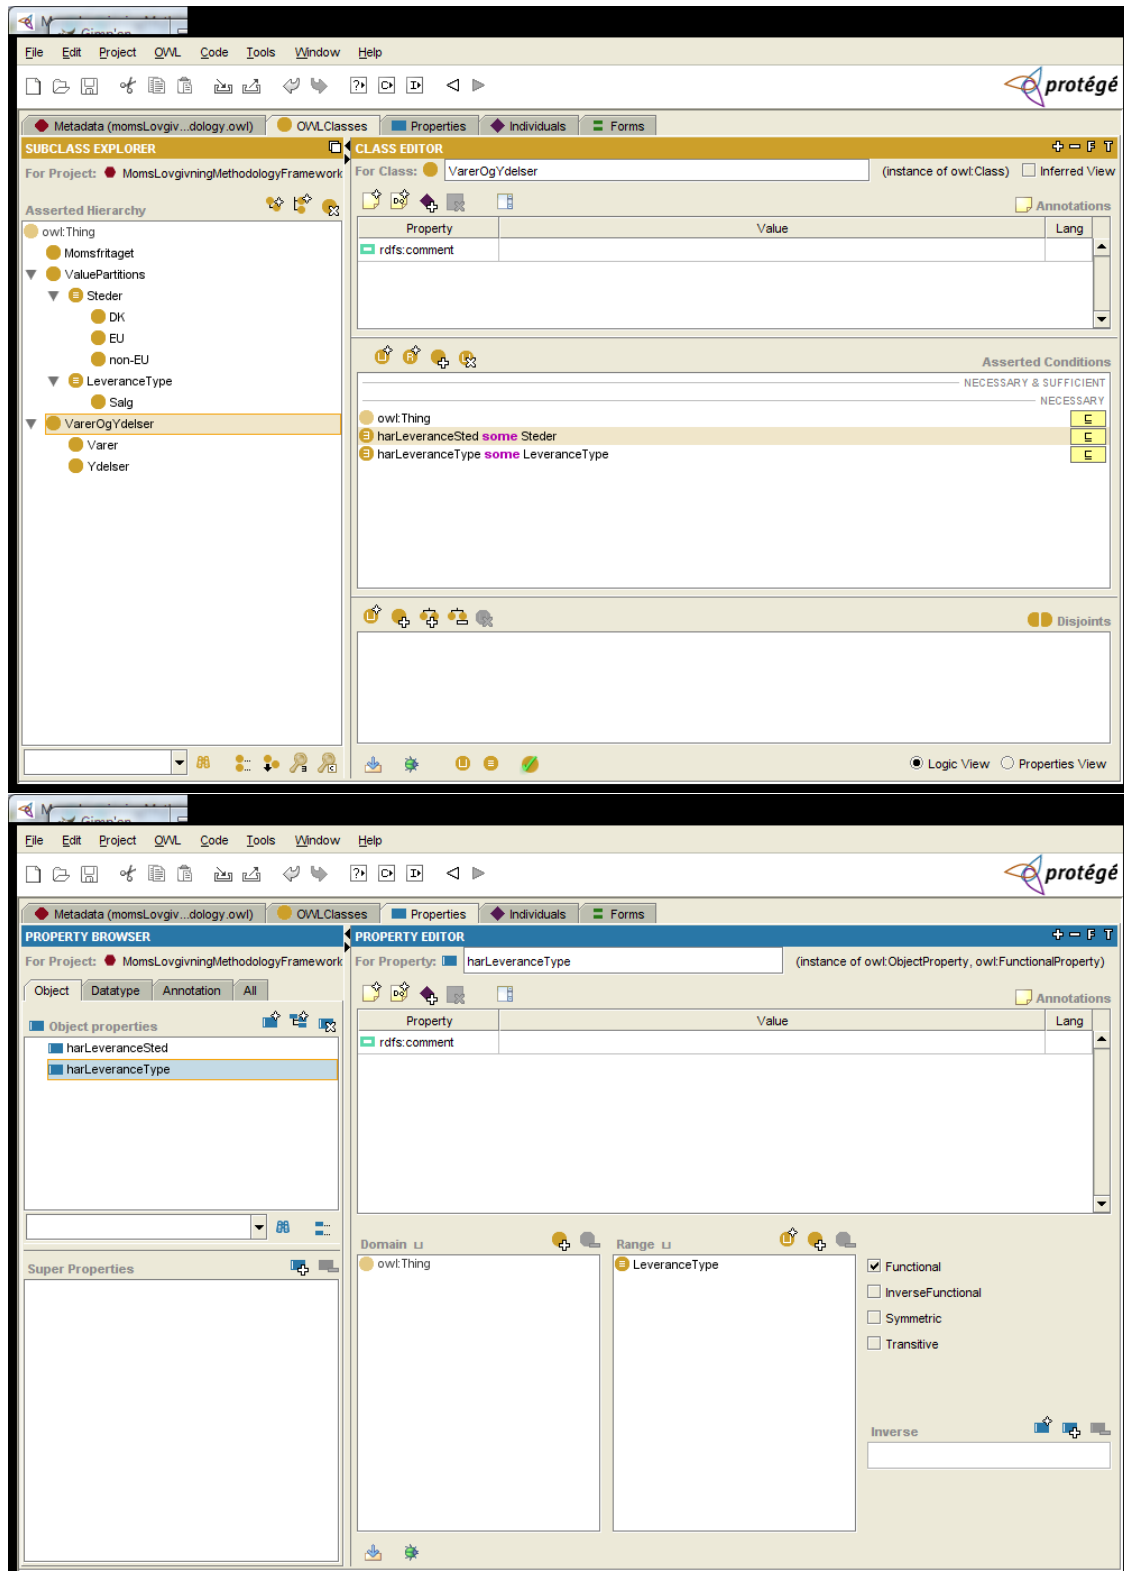 File Edit Project OWL Code Tools Window Help
protégé
Metadata (momsLovgiv...dology.owl) OWLClasses Properties Individuals Forms
SUBCLASS EXPLORER
For Project: MomsLovgivningMethodologyFramework
Asserted Hierarchy
owl:Thing
Momsfritaget
ValuePartitions
Steder
DK
EU
non-EU
LeveranceType
Salg
VarerOgYdelser
Varer
Ydelser
CLASS EDITOR
For Class: VarerOgYdelser (instance of owl:Class) Inferred View
Annotations
Property Value Lang
rdfs:comment
Asserted Conditions
NECESSARY & SUFFICIENT
NECESSARY
owl:Thing
harLeveranceSted some Steder
harLeveranceType some LeveranceType
Disjoints
Logic View Properties View
File Edit Project OWL Code Tools Window Help
protégé
Metadata (momsLovgiv...dology.owl) OWLClasses Properties Individuals Forms
PROPERTY BROWSER
For Project: MomsLovgivningMethodologyFramework
Object Datatype Annotation All
Object properties
harLeveranceSted
harLeveranceType
Super Properties
PROPERTY EDITOR
For Property: harLeveranceType (instance of owl:ObjectProperty, owl:FunctionalProperty)
Annotations
Property Value Lang
rdfs:comment
Domain ⊔
owl:Thing
Range ⊔
LeveranceType
Functional
InverseFunctional
Symmetric
Transitive
Inverse